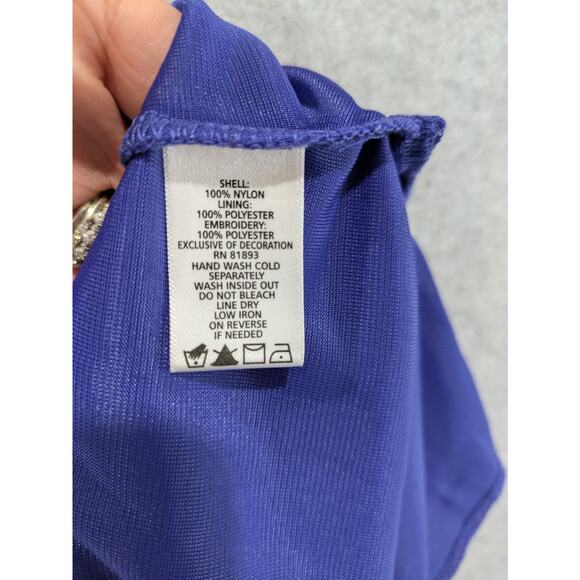 SHELL:
100% NYLON
LINING:
100% POLYESTER
EMBROIDERY:
100% POLYESTER
EXCLUSIVE OF DECORATION
RN 81893
HAND WASH COLD
SEPARATELY
WASH INSIDE OUT
DO NOT BLEACH
LINE DRY
LOW IRON
ON REVERSE
IF NEEDED